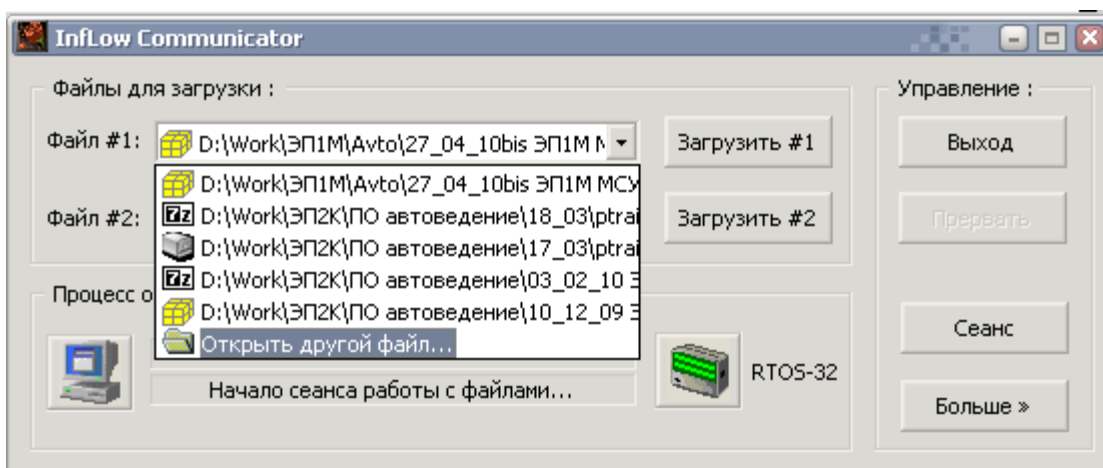 InfLow Communicator
Файлы для загрузки :
Управление :
Файл #1:
D:\Work\ЭП1М\Avto\27_04_10bis ЭП1М М
Загрузить #1
Выход
D:\Work\ЭП1М\Avto\27_04_10bis ЭП1М МСУ
Файл #2:
D:\Work\ЭП2К\ПО автоведение\18_03\ptrai
Загрузить #2
Прервать
D:\Work\ЭП2К\ПО автоведение\17_03\ptrai
D:\Work\ЭП2К\ПО автоведение\03_02_10 Э
Процесс о
D:\Work\ЭП2К\ПО автоведение\10_12_09 Э
Открыть другой файл...
Сеанс
RTOS-32
Начало сеанса работы с файлами...
Больше »